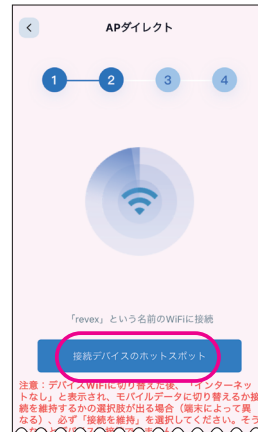 APダイレクト
1 2 3 4
「revex」という名前のWiFiに接続
接続デバイスのホットスポット
注意：デバイスWiFiに切り替えた後、「インターネッ
トなし」と表示され、モバイルデータに切り替えるか接
続を維持するかの選択肢が出る場合（端末によって異
なる）、必ず「接続を維持」を選択してください。そう